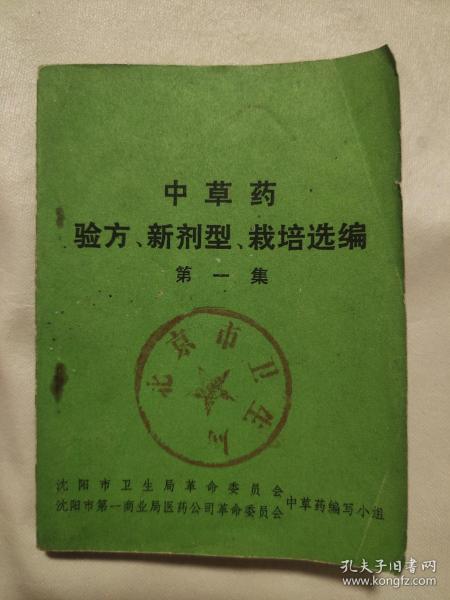 中草药
验方、新剂型、栽培选编
第一集
北京市卫生局
沈阳市卫生局革命委员会
沈阳市第一商业局医药公司革命委员会
中草药编写小组
孔夫子旧书网
www.kongfz.com